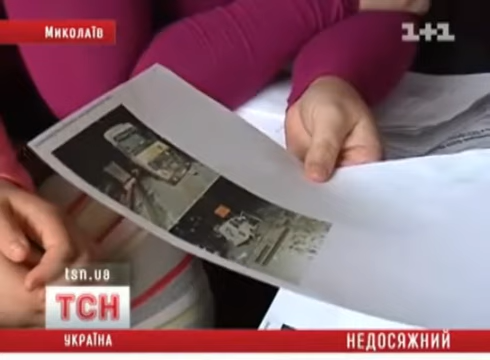 Миколаїв
1+1
tsn.ua
ТСН
УКРАЇНА
НЕДОСЯЖНИЙ